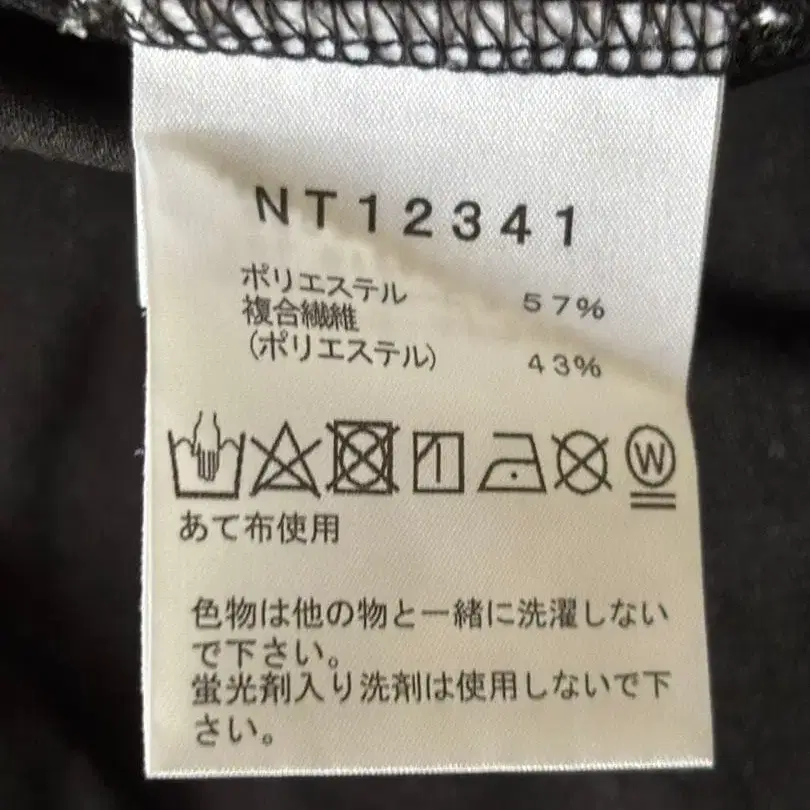 NT12341
ポリエステル 57%
複合繊維
(ポリエステル) 43%
W
あて布使用
色物は他の物と一緒に洗濯しない
で下さい。
蛍光剤入り洗剤は使用しないで下
さい。